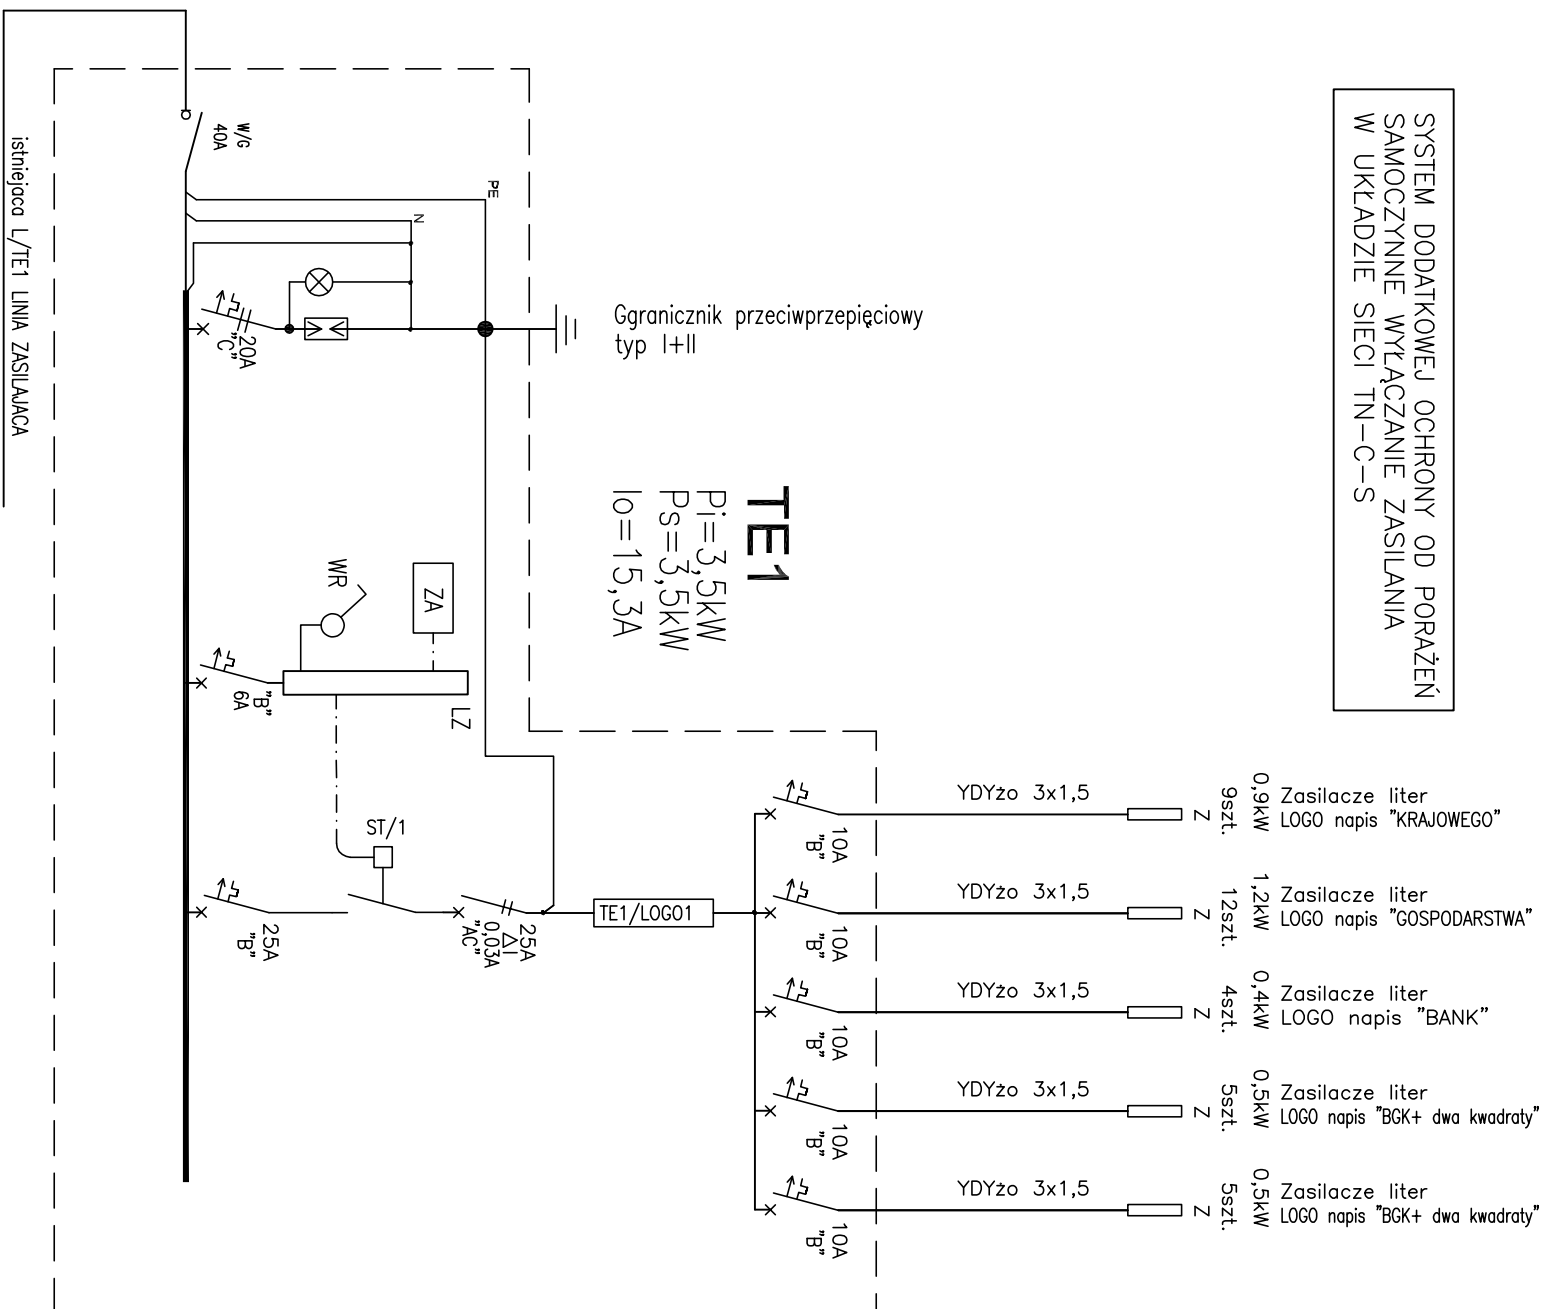 SYSTEM DODATKOWEJ OCHRONY OD PORAŻEŃ
SAMOCZYNNE WYŁĄCZANIE ZASILANIA
W UKŁADZIE SIECI TN-C-S
istniejaca L/TE1 LINIA ZASILAJACA
W/G
40A
PE
N
20A
"C"
Ggranicznik przeciwprzepięciowy
typ I+II
TE1
Pi=3,5kW
Ps=3,5kW
Io=15,3A
WR
ZA
LZ
"B"
6A
ST/1
25A
"B"
25A
ΔI
0,03A
"AC"
TE1/LOGO1
10A
"B"
YDYżo 3x1,5
Z
9szt.
0,9kW
Zasilacze liter
LOGO napis "KRAJOWEGO"
10A
"B"
YDYżo 3x1,5
Z
12szt.
1,2kW
Zasilacze liter
LOGO napis "GOSPODARSTWA"
10A
"B"
YDYżo 3x1,5
Z
4szt.
0,4kW
Zasilacze liter
LOGO napis "BANK"
10A
"B"
YDYżo 3x1,5
Z
5szt.
0,5kW
Zasilacze liter
LOGO napis "BGK+ dwa kwadraty"
10A
"B"
YDYżo 3x1,5
Z
5szt.
0,5kW
Zasilacze liter
LOGO napis "BGK+ dwa kwadraty"